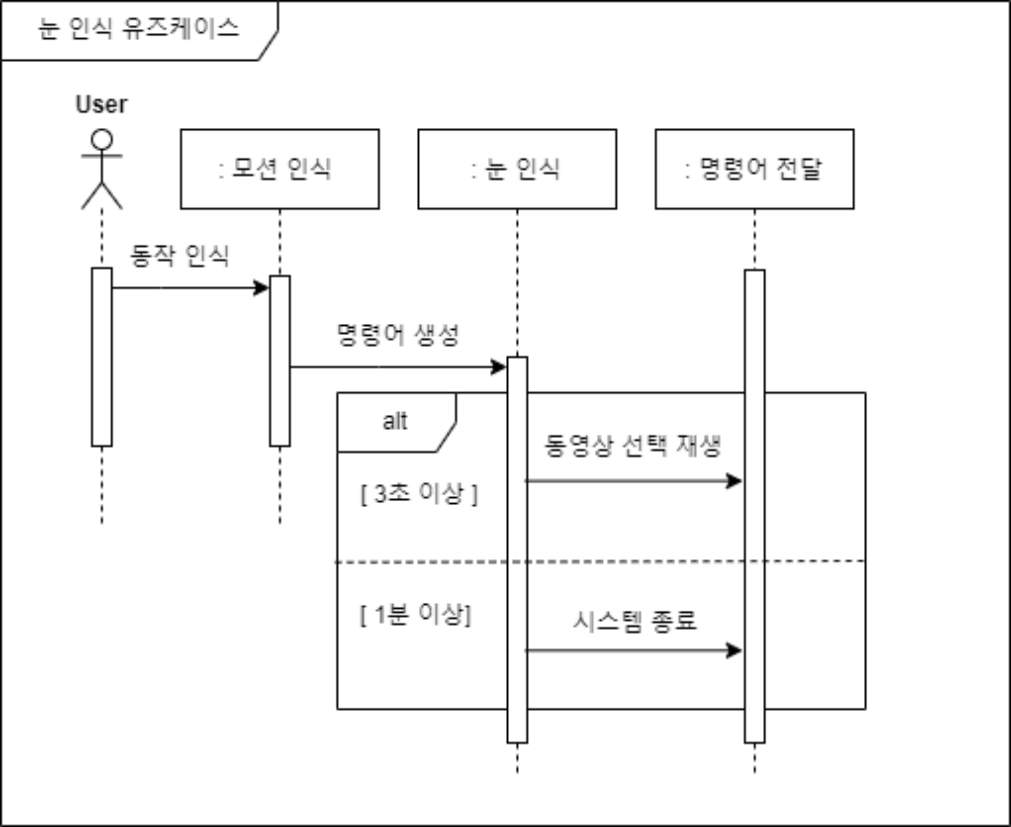 눈 인식 유즈케이스
User
: 모션 인식
: 눈 인식
: 명령어 전달
동작 인식
명령어 생성
alt
동영상 선택 재생
[ 3초 이상 ]
[ 1분 이상]
시스템 종료